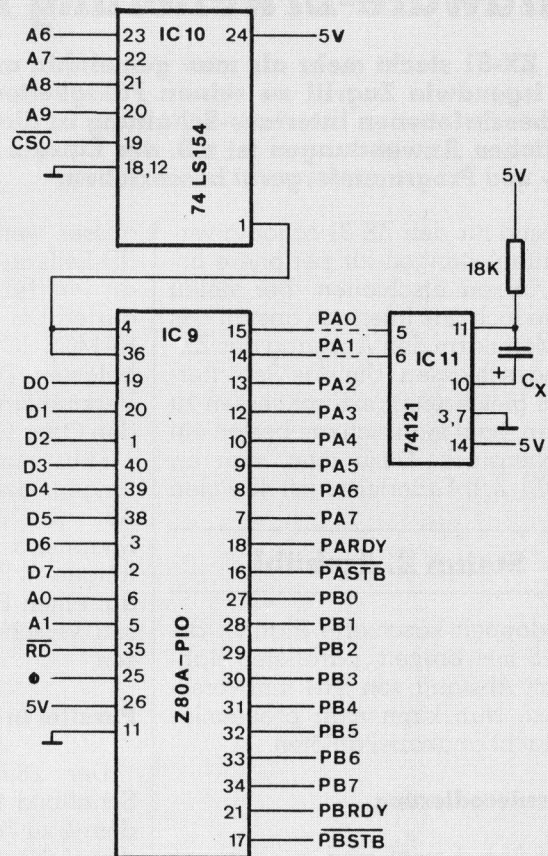 IC 10
A6 23 24 5V
A7 22
A8 21
A9 20
CS0 19
18,12
74 LS154
1
5V
18K
IC 9
4 15 PA0 5 IC 11 11
36 14 PA1 6 10 + Cx
D0 19 13 PA2
D1 20 12 PA3 3,7
D2 1 10 PA4 14 5V
D3 40 9 PA5 74121
D4 39 8 PA6
D5 38 7 PA7
D6 3 18 PARDY
D7 2 16 PASTB
A0 6 27 PB0
A1 5 28 PB1
RD 35 29 PB2
25 30 PB3
5V 26 31 PB4
11 32 PB5
33 PB6
34 PB7
21 PBRDY
17 PBSTB
Z80A-PIO